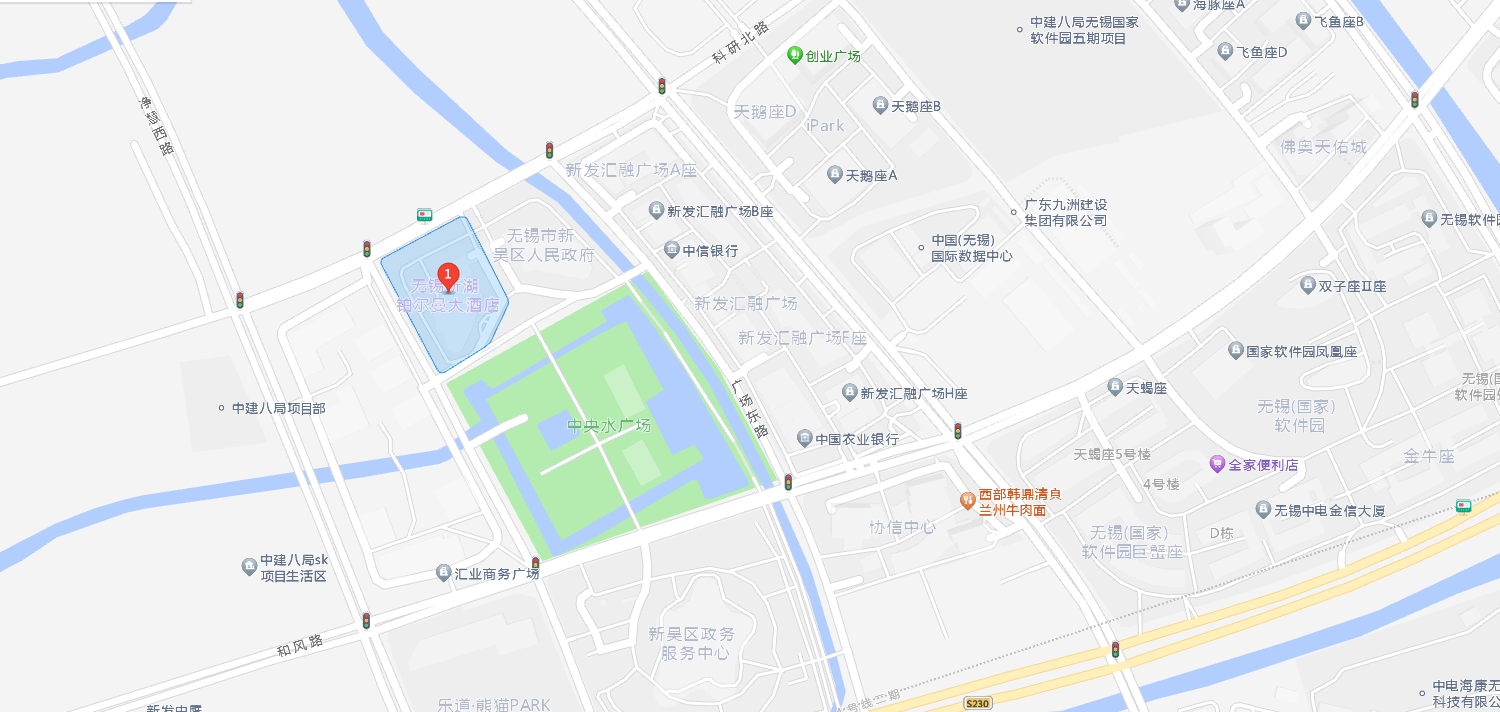 海豚座A
飞鱼座B
中建八局无锡国家
软件园五期项目
飞鱼座D
科研北路
创业广场
天鹅座D
天鹅座B
iPark
净慧西路
佛奥天佑城
新发汇融广场A座
天鹅座A
新发汇融广场B座
广东九洲建设
集团有限公司
无锡软件
无锡市新
吴区人民政府
中信银行
中国(无锡)
国际数据中心
1
无锡新湖
铂尔曼大酒店
双子座II座
新发汇融广场
新发汇融广场F座
国家软件园凤凰座
天蝎座
无锡(国
软件园
新发汇融广场H座
广场东路
中建八局项目部
无锡(国家)
软件园
中央水广场
中国农业银行
天蝎座5号楼
金牛座
全家便利店
4号楼
西部韩鼎清真
兰州牛肉面
无锡中电金信大厦
协信中心
无锡(国家)
软件园巨蟹座
D栋
中建八局sk
项目生活区
汇业商务广场
新吴区政务
服务中心
和风路
中电海康无
科技有限公
号线二期
S230
乐道·熊猫PARK
新发中鹰